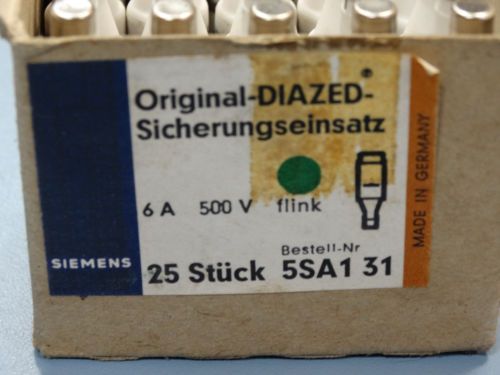 Original-DIAZED®-
Sicherungseinsatz
6 A 500 V flink
Bestell-Nr
25 Stück 5SA1 31
SIEMENS
MADE IN GERMANY